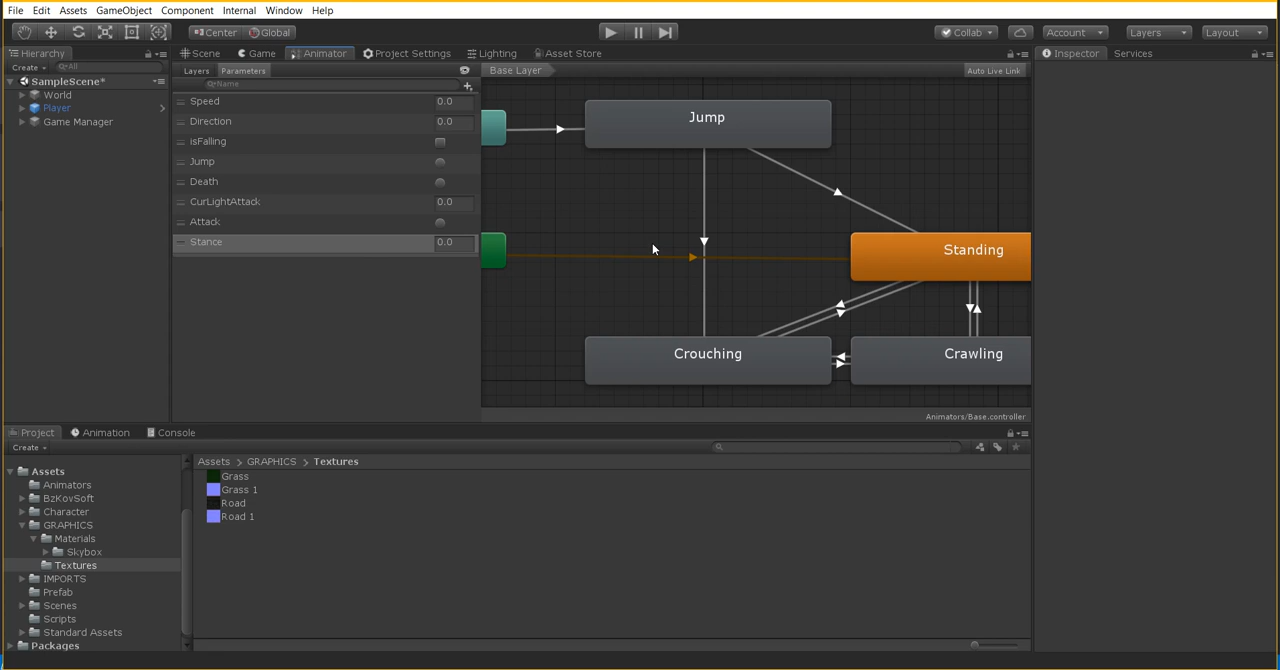 File Edit Assets GameObject Component Internal Window Help
Center Global Collab Account Layers Layout
Hierarchy Scene Game Animator Project Settings Lighting Asset Store Inspector Services
Create All
SampleScene*
World
Player
Game Manager
Layers Parameters
Name
Speed 0.0
Direction 0.0
isFalling
Jump
Death
CurLightAttack 0.0
Attack
Stance 0.0
Base Layer Auto Live Link
Jump
Standing
Crouching Crawling
Animators/Base.controller
Project Animation Console
Create
Assets
Animators
BzKovSoft
Character
GRAPHICS
Materials
Skybox
Textures
IMPORTS
Prefab
Scenes
Scripts
Standard Assets
Packages
Assets > GRAPHICS > Textures
Grass
Grass 1
Road
Road 1